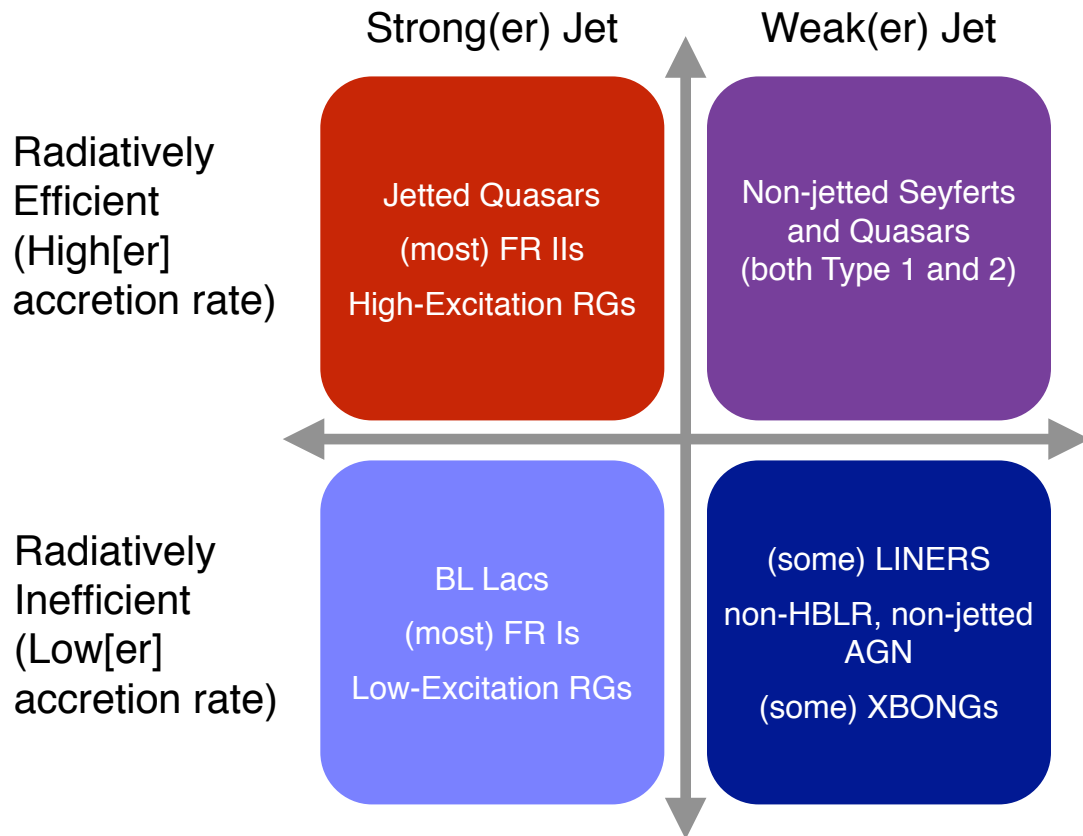 Strong(er) Jet
Weak(er) Jet
Radiatively
Efficient
(High[er]
accretion rate)
Jetted Quasars
(most) FR IIs
High-Excitation RGs
Non-jetted Seyferts
and Quasars
(both Type 1 and 2)
Radiatively
Inefficient
(Low[er]
accretion rate)
BL Lacs
(most) FR Is
Low-Excitation RGs
(some) LINERS
non-HBLR, non-jetted
AGN
(some) XBONGs